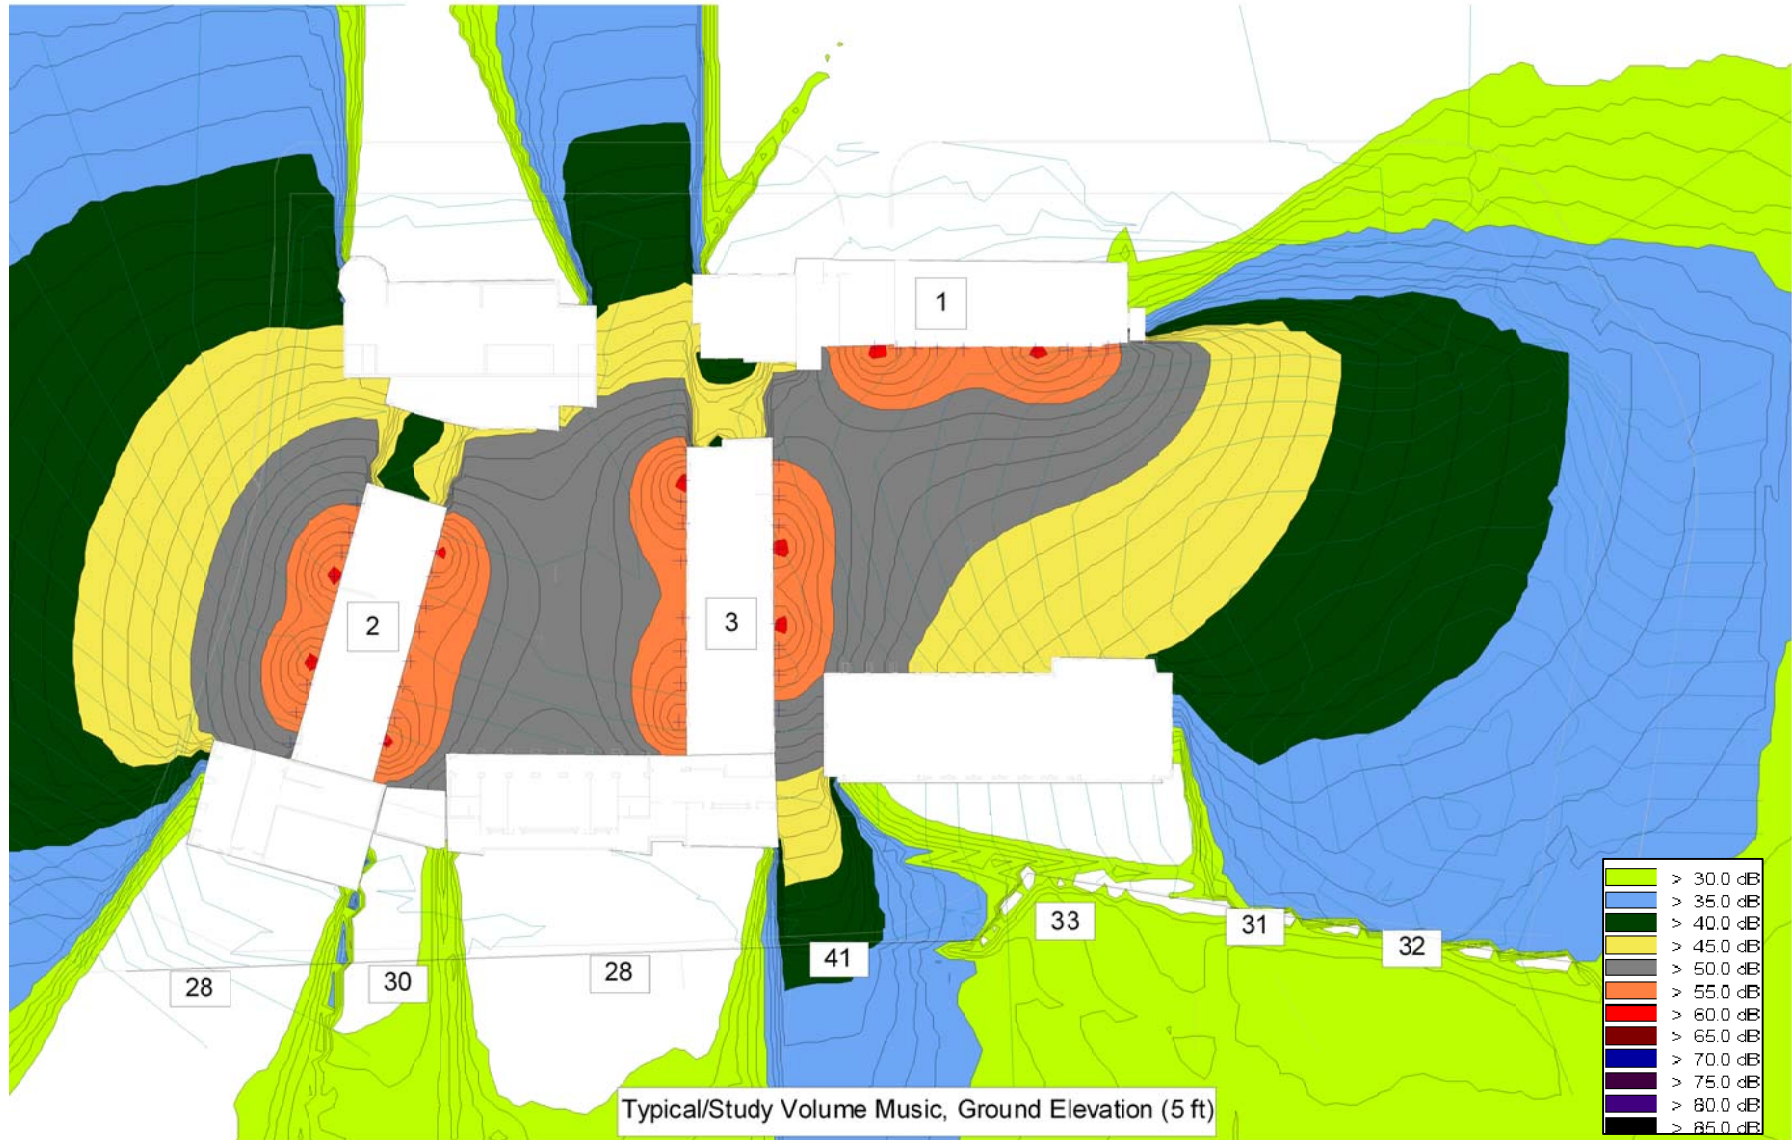 1
2
3
33
31
32
41
28
28
30
> 30.0 dB
> 35.0 dB
> 40.0 dB
> 45.0 dB
> 50.0 dB
> 55.0 dB
> 60.0 dB
> 65.0 dB
> 70.0 dB
> 75.0 dB
> 80.0 dB
> 85.0 dB
Typical/Study Volume Music, Ground Elevation (5 ft)